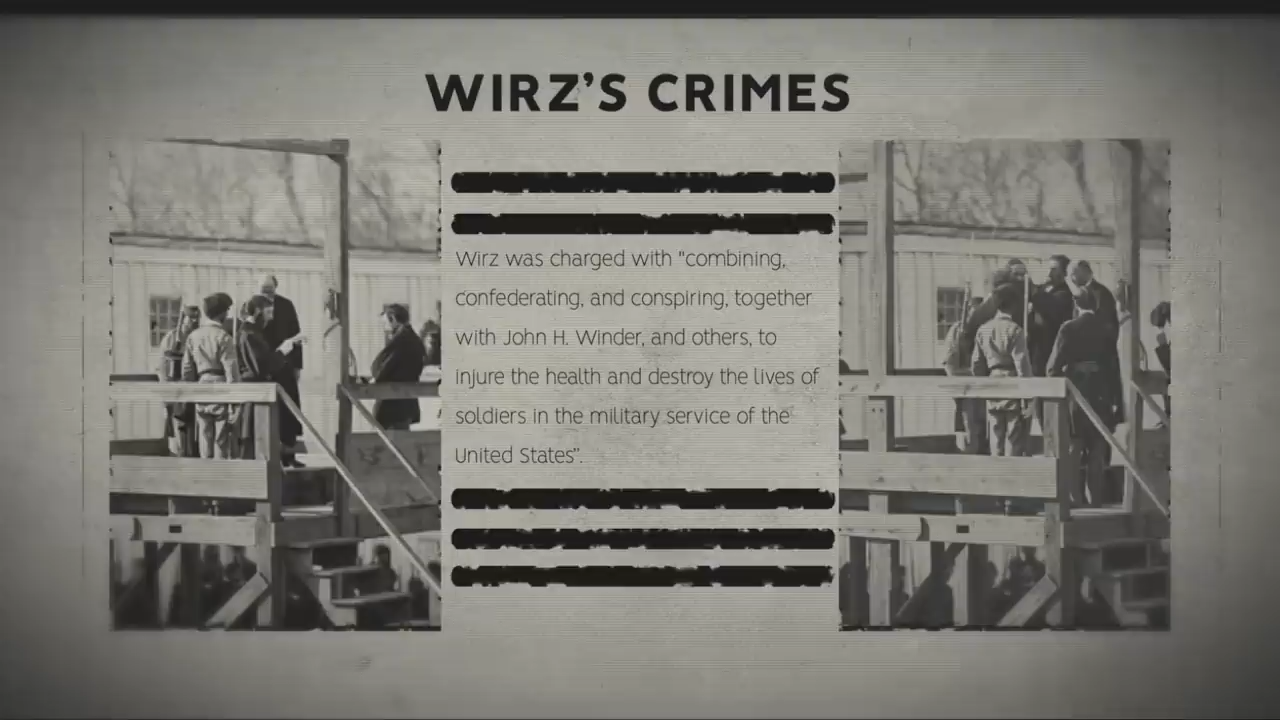 WIRZ'S CRIMES
Wirz was charged with "combining,
confederating, and conspiring, together
with John H. Winder, and others, to
injure the health and destroy the lives of
soldiers in the military service of the
United States".